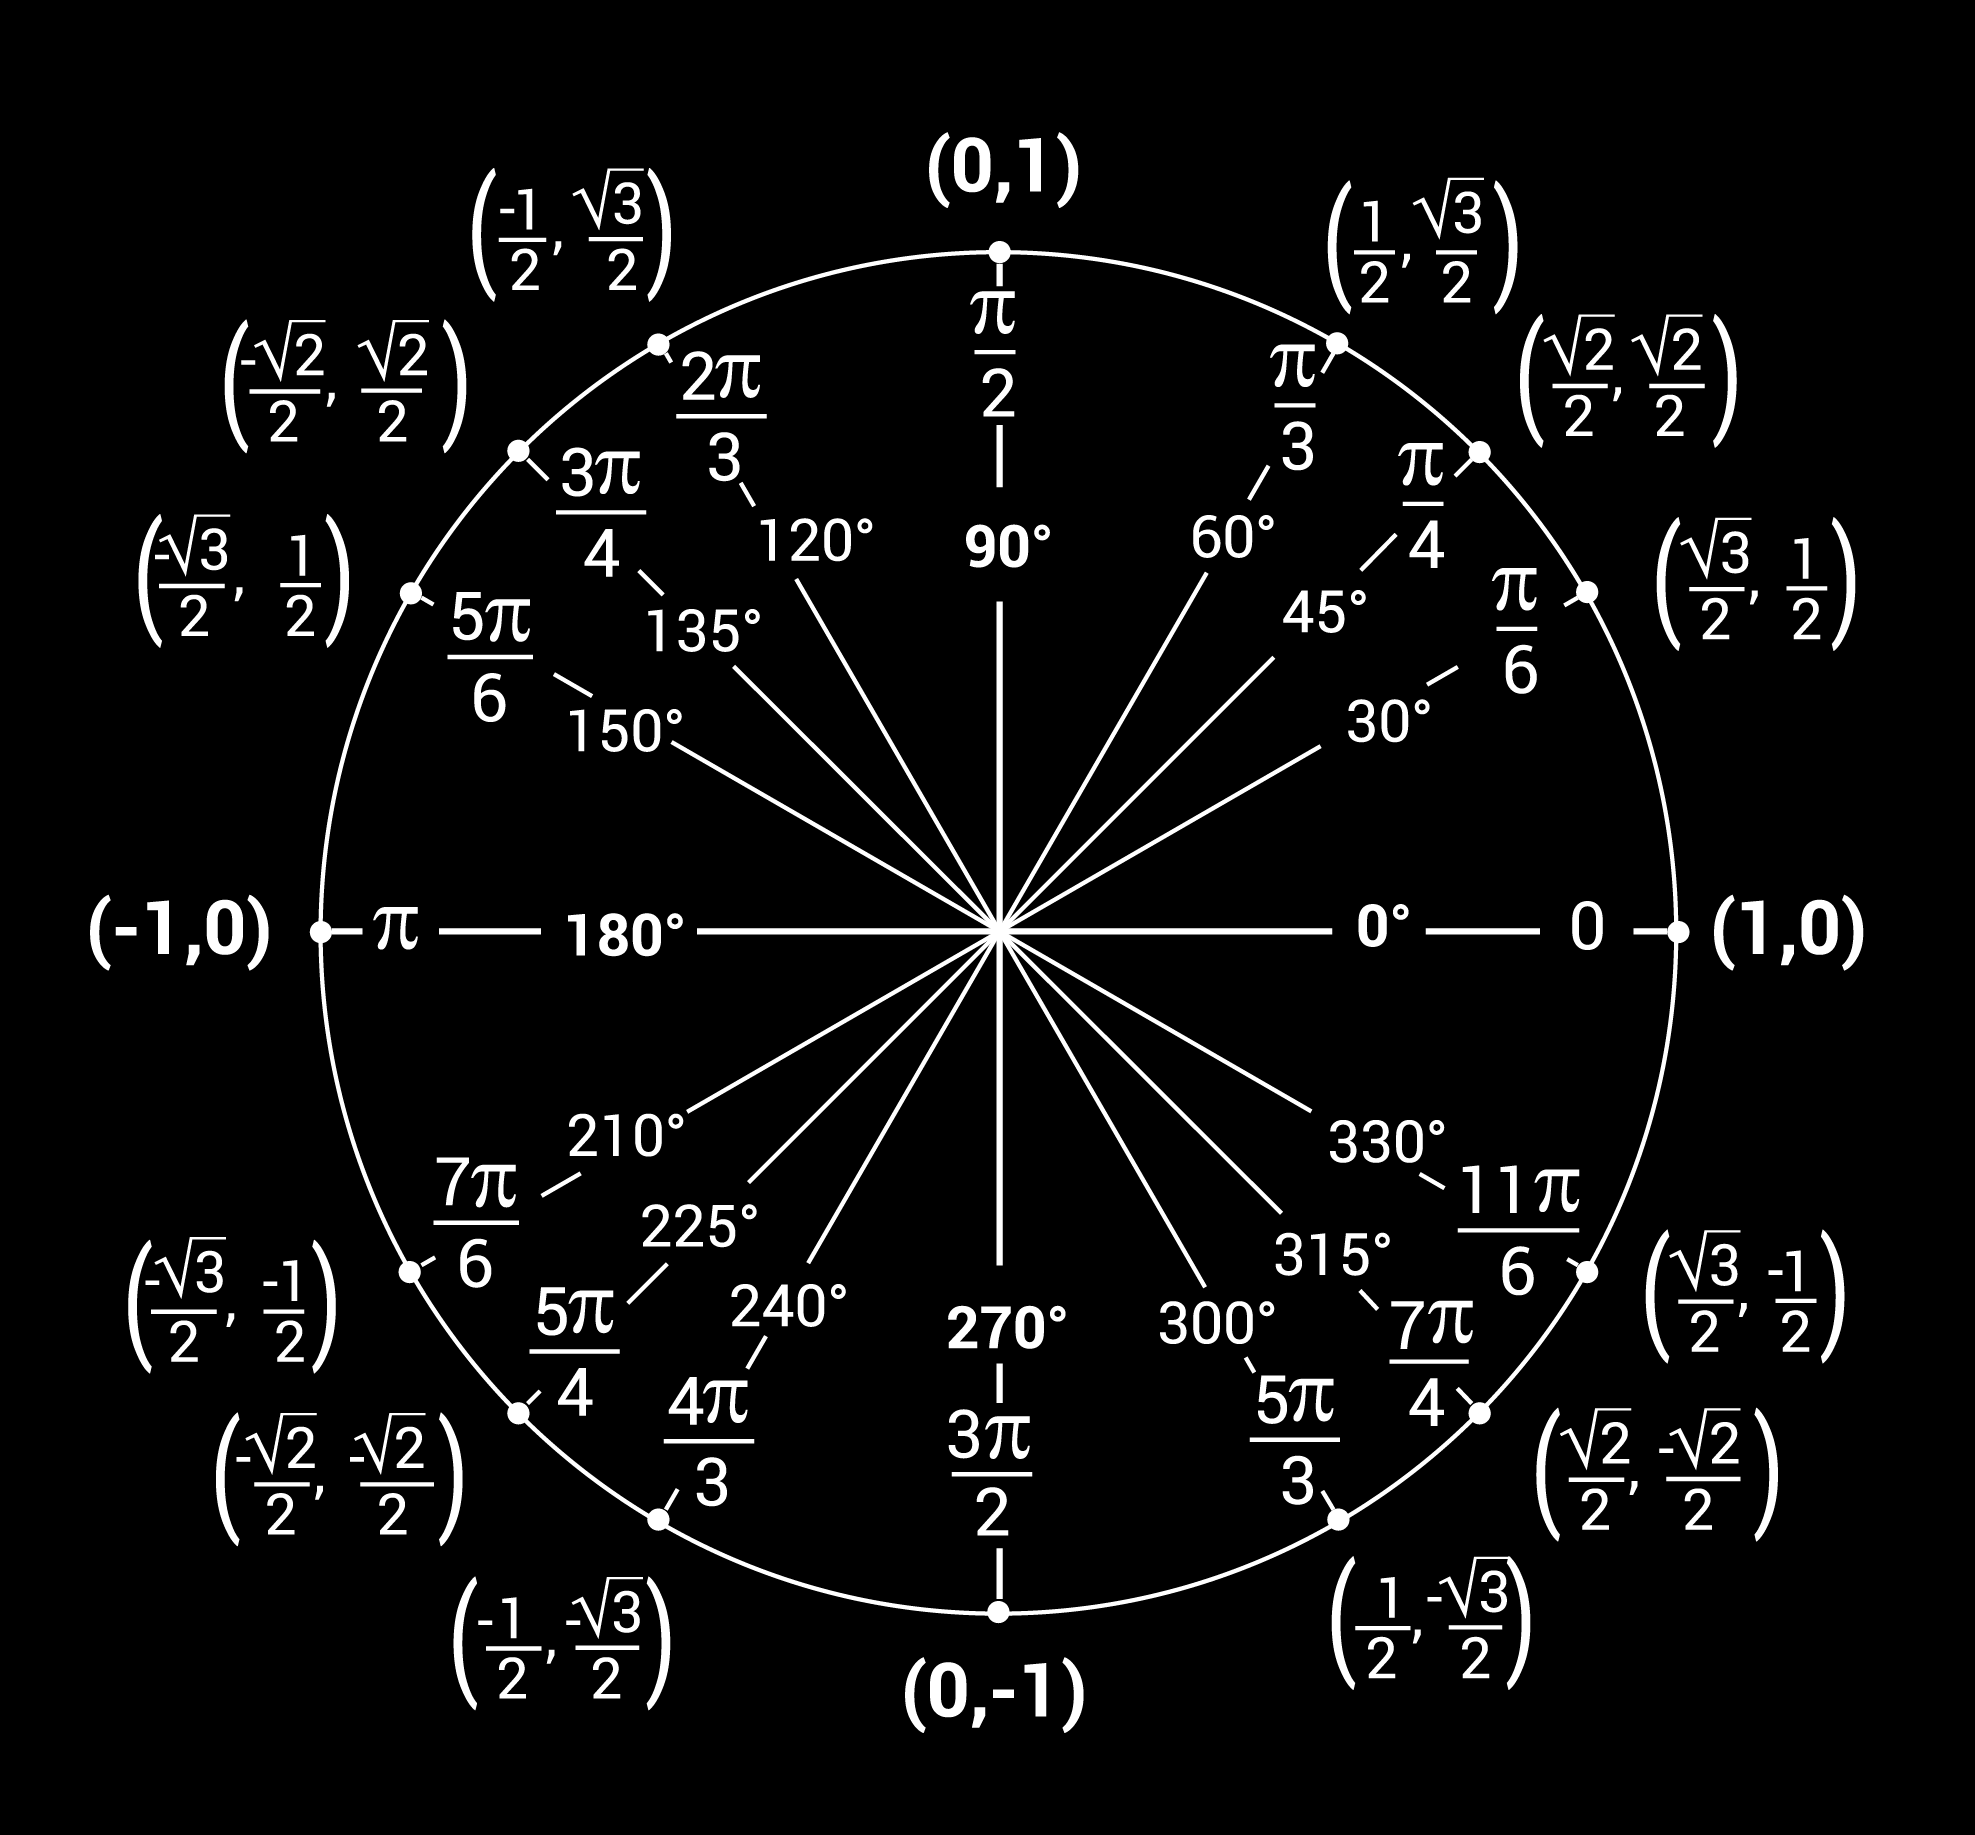 (0,1)
(-1/2, √3/2)
(1/2, √3/2)
(-√2/2, √2/2)
(√2/2, √2/2)
(-√3/2, 1/2)
(√3/2, 1/2)
π/2
2π/3
π/3
3π/4
π/4
5π/6
π/6
120°
90°
60°
135°
45°
150°
30°
(-1,0) π 180° 0° 0 (1,0)
210°
330°
7π/6
11π/6
225°
315°
5π/4
7π/4
240°
270°
300°
4π/3
3π/2
5π/3
(-√3/2, -1/2)
(√3/2, -1/2)
(-√2/2, -√2/2)
(√2/2, -√2/2)
(-1/2, -√3/2)
(1/2, -√3/2)
(0,-1)